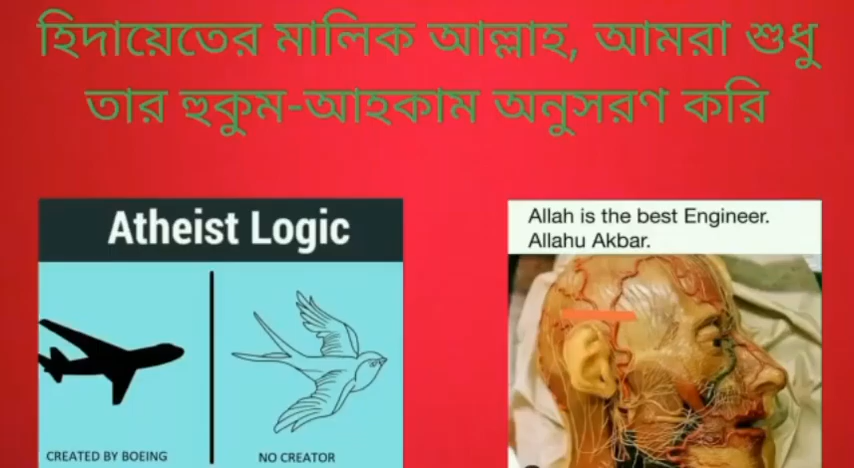 হিদায়েতের মালিক আল্লাহ, আমরা শুধু
তার হুকুম-আহকাম অনুসরণ করি
Atheist Logic
CREATED BY BOEING
NO CREATOR
Allah is the best Engineer.
Allahu Akbar.